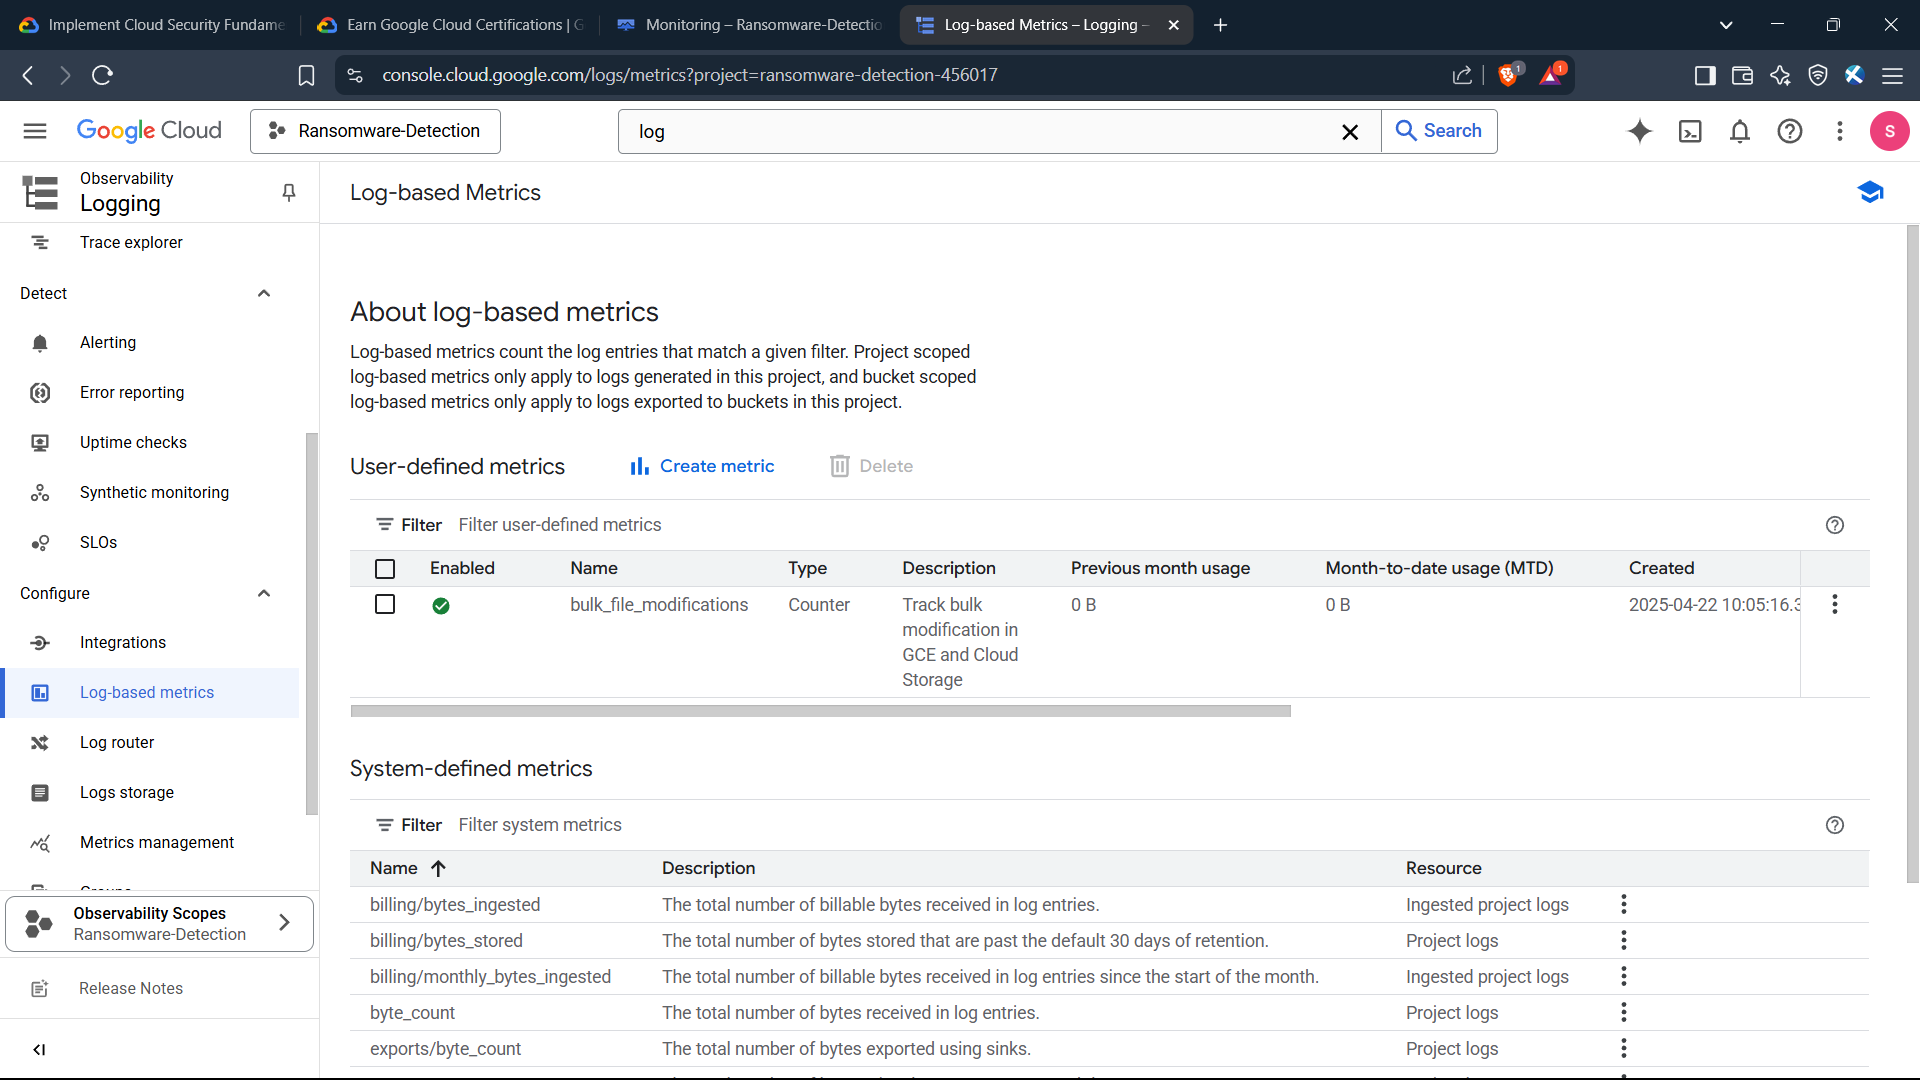 Implement Cloud Security Fundame
Earn Google Cloud Certifications | G
Monitoring – Ransomware-Detectio
Log-based Metrics – Logging –
console.cloud.google.com/logs/metrics?project=ransomware-detection-456017
1
1
Google Cloud
Ransomware-Detection
log
Search
S
Observability
Logging
Log-based Metrics
Trace explorer
Detect
Alerting
Error reporting
Uptime checks
Synthetic monitoring
SLOs
Configure
Integrations
Log-based metrics
Log router
Logs storage
Metrics management
Groups
Observability Scopes
Ransomware-Detection
Release Notes
About log-based metrics
Log-based metrics count the log entries that match a given filter. Project scoped
log-based metrics only apply to logs generated in this project, and bucket scoped
log-based metrics only apply to logs exported to buckets in this project.
User-defined metrics
Create metric
Delete
Filter Filter user-defined metrics
Enabled Name Type Description Previous month usage Month-to-date usage (MTD) Created
bulk_file_modifications Counter Track bulk 0 B 0 B 2025-04-22 10:05:16.3
modification in
GCE and Cloud
Storage
System-defined metrics
Filter Filter system metrics
Name Description Resource
billing/bytes_ingested The total number of billable bytes received in log entries. Ingested project logs
billing/bytes_stored The total number of bytes stored that are past the default 30 days of retention. Project logs
billing/monthly_bytes_ingested The total number of billable bytes received in log entries since the start of the month. Ingested project logs
byte_count The total number of bytes received in log entries. Project logs
exports/byte_count The total number of bytes exported using sinks. Project logs